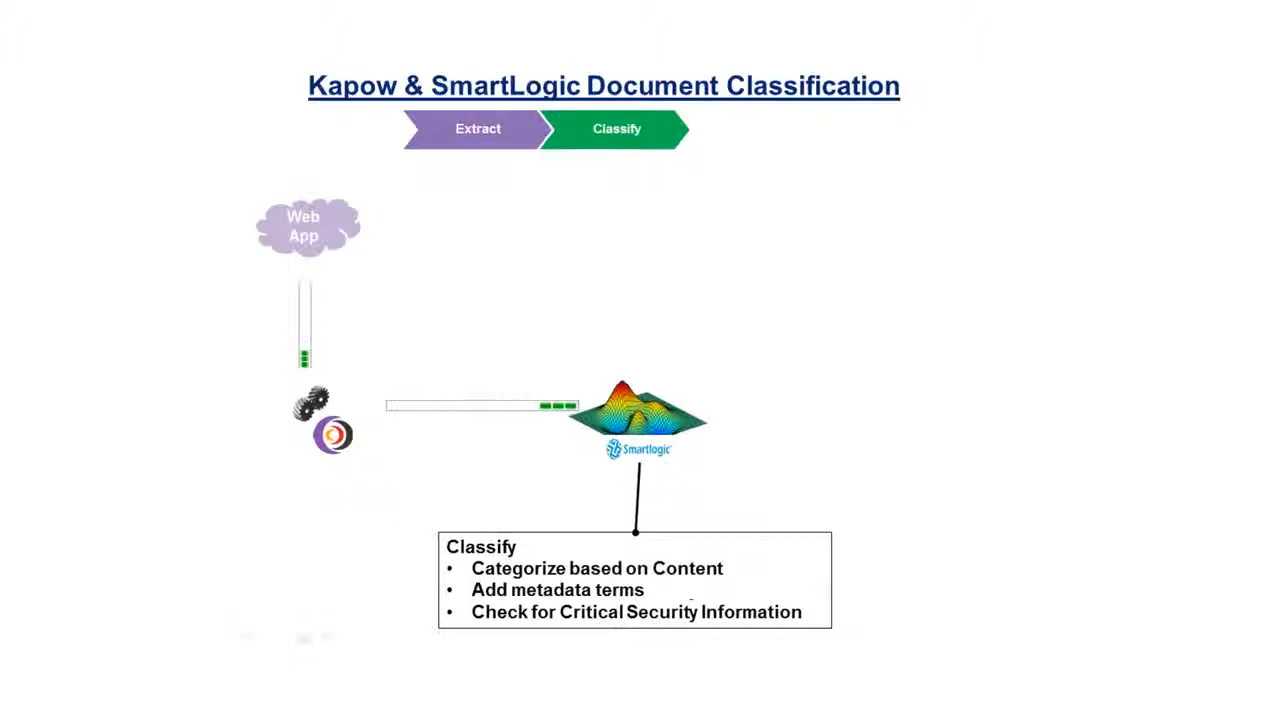 Kapow & SmartLogic Document Classification
Extract
Classify
Web
App
Smartlogic
Classify
• Categorize based on Content
• Add metadata terms
• Check for Critical Security Information